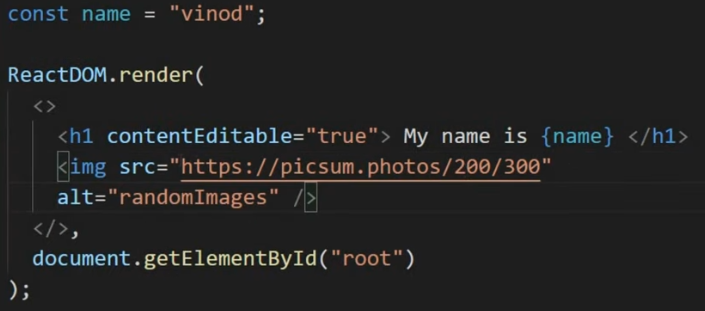 const name = "vinod";
ReactDOM.render(
<>
<h1 contentEditable="true"> My name is {name} </h1>
<img src="https://picsum.photos/200/300"
alt="randomImages" />
</>,
document.getElementById("root")
);